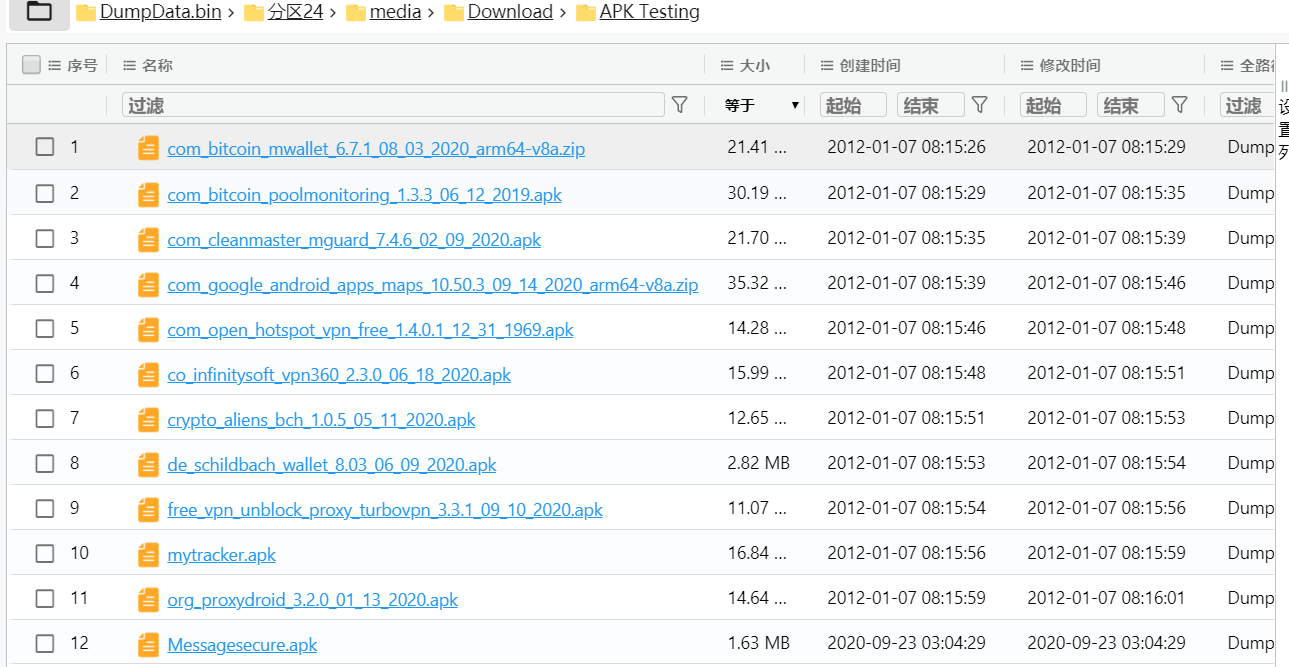 DumpData.bin › 分区24 › media › Download › APK Testing
序号 名称 大小 创建时间 修改时间 全路径
过滤 等于 起始 结束 起始 结束 过滤
设置列
1 com_bitcoin_mwallet_6.7.1_08_03_2020_arm64-v8a.zip 21.41 ... 2012-01-07 08:15:26 2012-01-07 08:15:29 Dump
2 com_bitcoin_poolmonitoring_1.3.3_06_12_2019.apk 30.19 ... 2012-01-07 08:15:29 2012-01-07 08:15:35 Dump
3 com_cleanmaster_mguard_7.4.6_02_09_2020.apk 21.70 ... 2012-01-07 08:15:35 2012-01-07 08:15:39 Dump
4 com_google_android_apps_maps_10.50.3_09_14_2020_arm64-v8a.zip 35.32 ... 2012-01-07 08:15:39 2012-01-07 08:15:46 Dump
5 com_open_hotspot_vpn_free_1.4.0.1_12_31_1969.apk 14.28 ... 2012-01-07 08:15:46 2012-01-07 08:15:48 Dump
6 co_infinitysoft_vpn360_2.3.0_06_18_2020.apk 15.99 ... 2012-01-07 08:15:48 2012-01-07 08:15:51 Dump
7 crypto_aliens_bch_1.0.5_05_11_2020.apk 12.65 ... 2012-01-07 08:15:51 2012-01-07 08:15:53 Dump
8 de_schildbach_wallet_8.03_06_09_2020.apk 2.82 MB 2012-01-07 08:15:53 2012-01-07 08:15:54 Dump
9 free_vpn_unblock_proxy_turbovpn_3.3.1_09_10_2020.apk 11.07 ... 2012-01-07 08:15:54 2012-01-07 08:15:56 Dump
10 mytracker.apk 16.84 ... 2012-01-07 08:15:56 2012-01-07 08:15:59 Dump
11 org_proxydroid_3.2.0_01_13_2020.apk 14.64 ... 2012-01-07 08:15:59 2012-01-07 08:16:01 Dump
12 Messagesecure.apk 1.63 MB 2020-09-23 03:04:29 2020-09-23 03:04:29 Dump